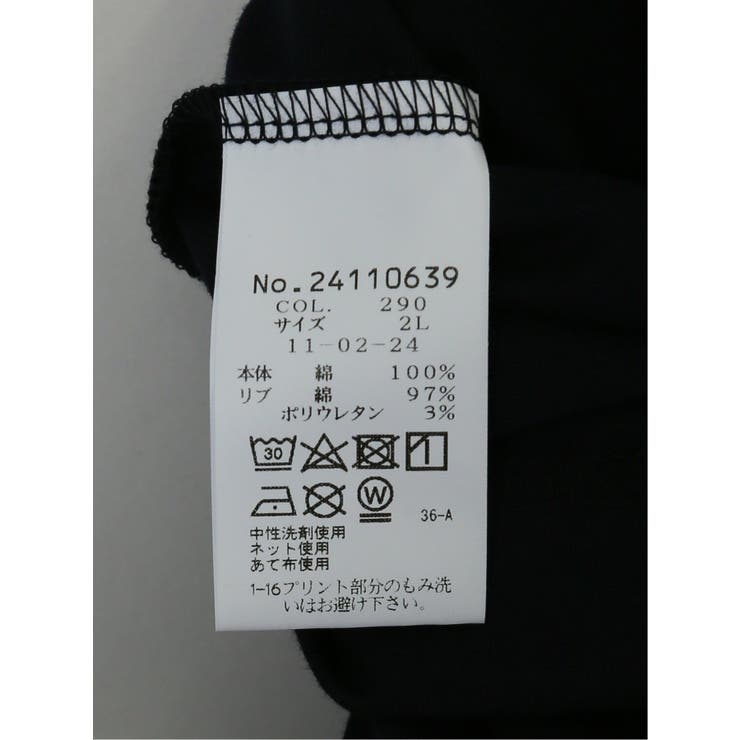 No.24110639
COL. 290
サイズ 2L
11-02-24
本体 綿 100%
リブ 綿 97%
ポリウレタン 3%
30
W
36-A
中性洗剤使用
ネット使用
あて布使用
1-16プリント部分のもみ洗
いはお避け下さい。